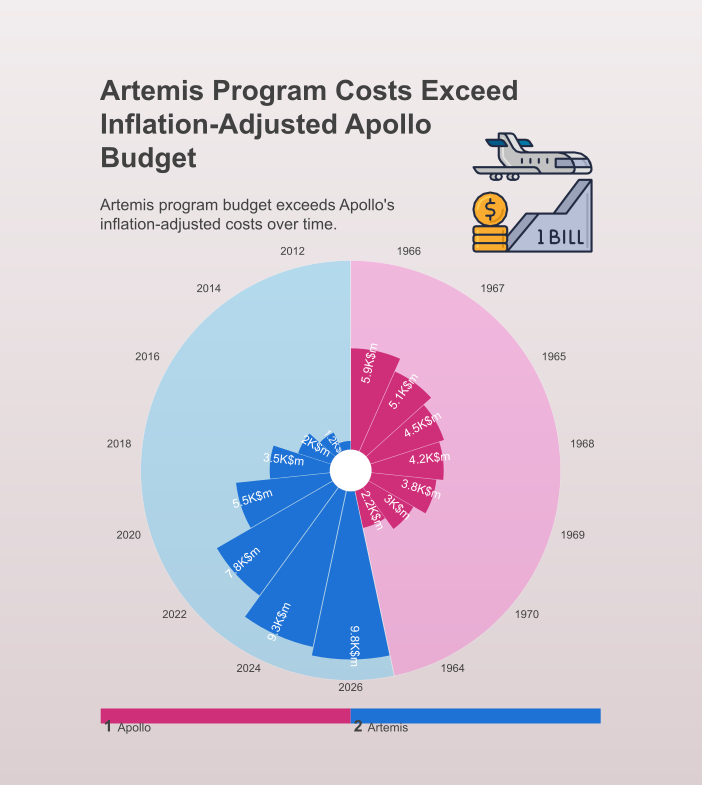 Artemis Program Costs Exceed
Inflation-Adjusted Apollo
Budget
Artemis program budget exceeds Apollo's
inflation-adjusted costs over time.
$
1 BILL
2012
1966
2014
1967
2016
1965
2018
1968
2020
1969
2022
1970
2024
1964
2026
5.9K$m
5.1K$m
4.5K$m
4.2K$m
3.8K$m
3K$m
2.2K$m
9.8K$m
9.3K$m
7.8K$m
5.5K$m
3.5K$m
2K$m
1 Apollo
2 Artemis